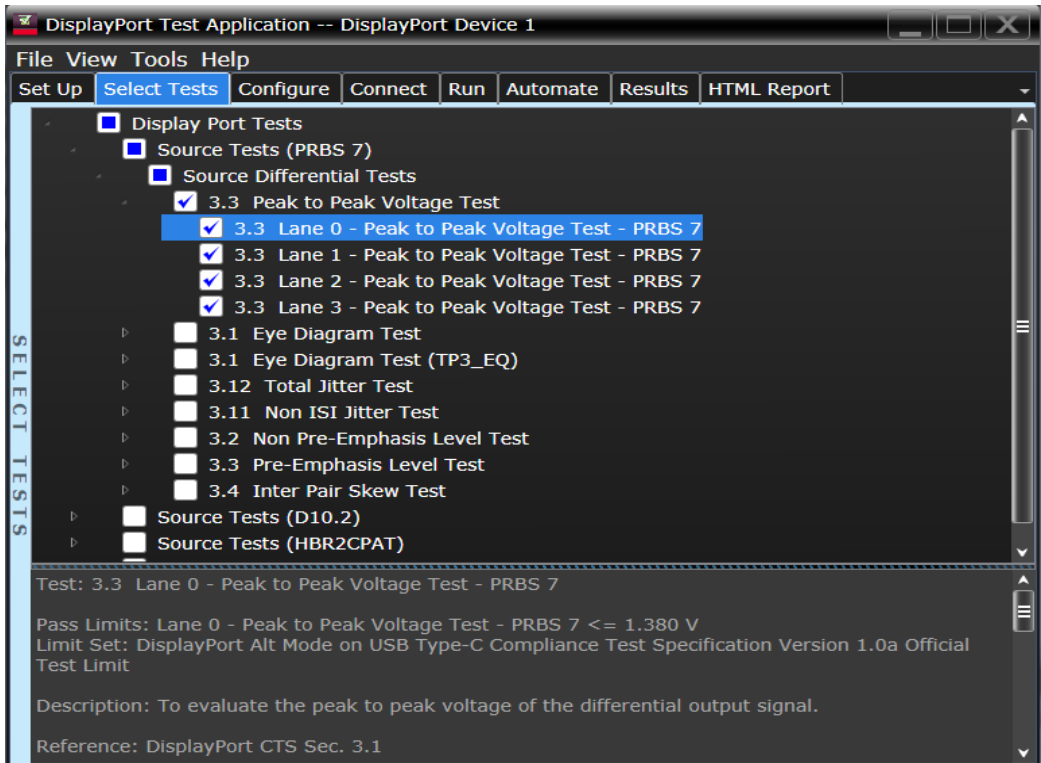 DisplayPort Test Application -- DisplayPort Device 1
File View Tools Help
Set Up Select Tests Configure Connect Run Automate Results HTML Report
SELECT TESTS
Display Port Tests
Source Tests (PRBS 7)
Source Differential Tests
3.3 Peak to Peak Voltage Test
3.3 Lane 0 - Peak to Peak Voltage Test - PRBS 7
3.3 Lane 1 - Peak to Peak Voltage Test - PRBS 7
3.3 Lane 2 - Peak to Peak Voltage Test - PRBS 7
3.3 Lane 3 - Peak to Peak Voltage Test - PRBS 7
3.1 Eye Diagram Test
3.1 Eye Diagram Test (TP3_EQ)
3.12 Total Jitter Test
3.11 Non ISI Jitter Test
3.2 Non Pre-Emphasis Level Test
3.3 Pre-Emphasis Level Test
3.4 Inter Pair Skew Test
Source Tests (D10.2)
Source Tests (HBR2CPAT)
Test: 3.3 Lane 0 - Peak to Peak Voltage Test - PRBS 7
Pass Limits: Lane 0 - Peak to Peak Voltage Test - PRBS 7 <= 1.380 V
Limit Set: DisplayPort Alt Mode on USB Type-C Compliance Test Specification Version 1.0a Official
Test Limit
Description: To evaluate the peak to peak voltage of the differential output signal.
Reference: DisplayPort CTS Sec. 3.1